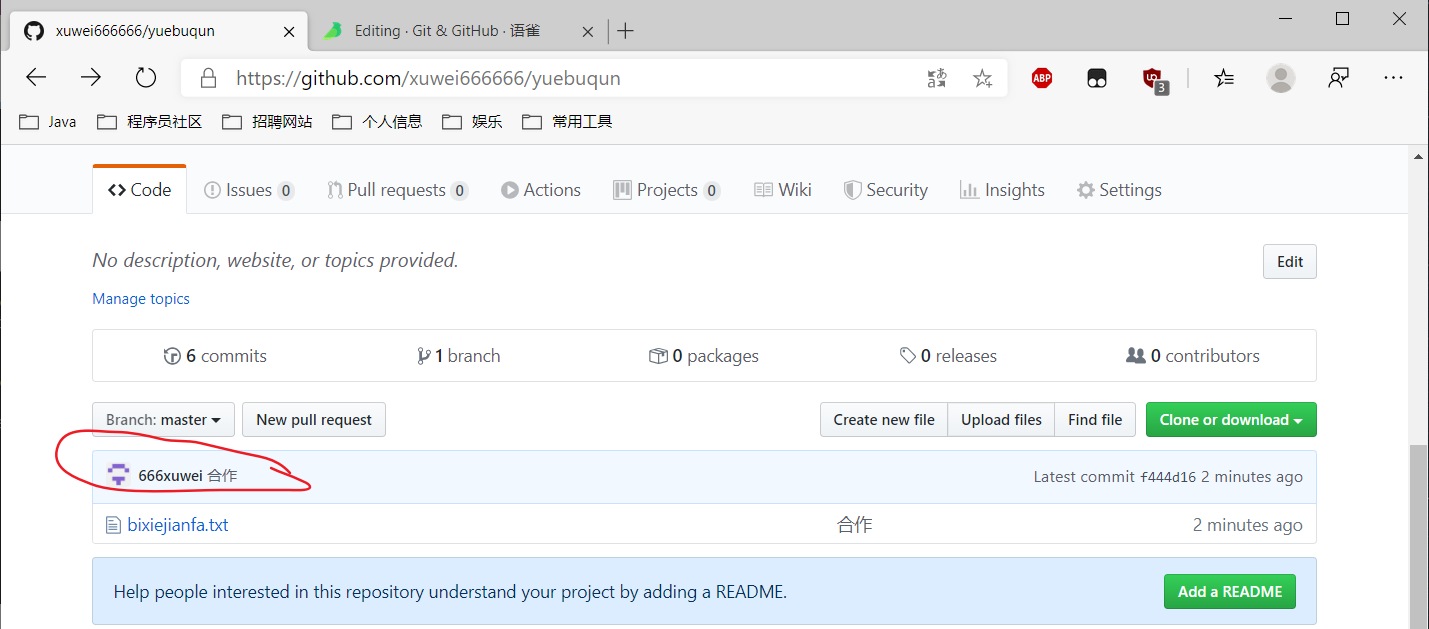 xuwei666666/yuebuqun
Editing · Git & GitHub · 语雀
https://github.com/xuwei666666/yuebuqun
ABP
3
Java 程序员社区 招聘网站 个人信息 娱乐 常用工具
Code Issues 0 Pull requests 0 Actions Projects 0 Wiki Security Insights Settings
No description, website, or topics provided.
Edit
Manage topics
6 commits 1 branch 0 packages 0 releases 0 contributors
Branch: master New pull request Create new file Upload files Find file Clone or download
666xuwei 合作 Latest commit f444d16 2 minutes ago
bixiejianfa.txt 合作 2 minutes ago
Help people interested in this repository understand your project by adding a README.
Add a README